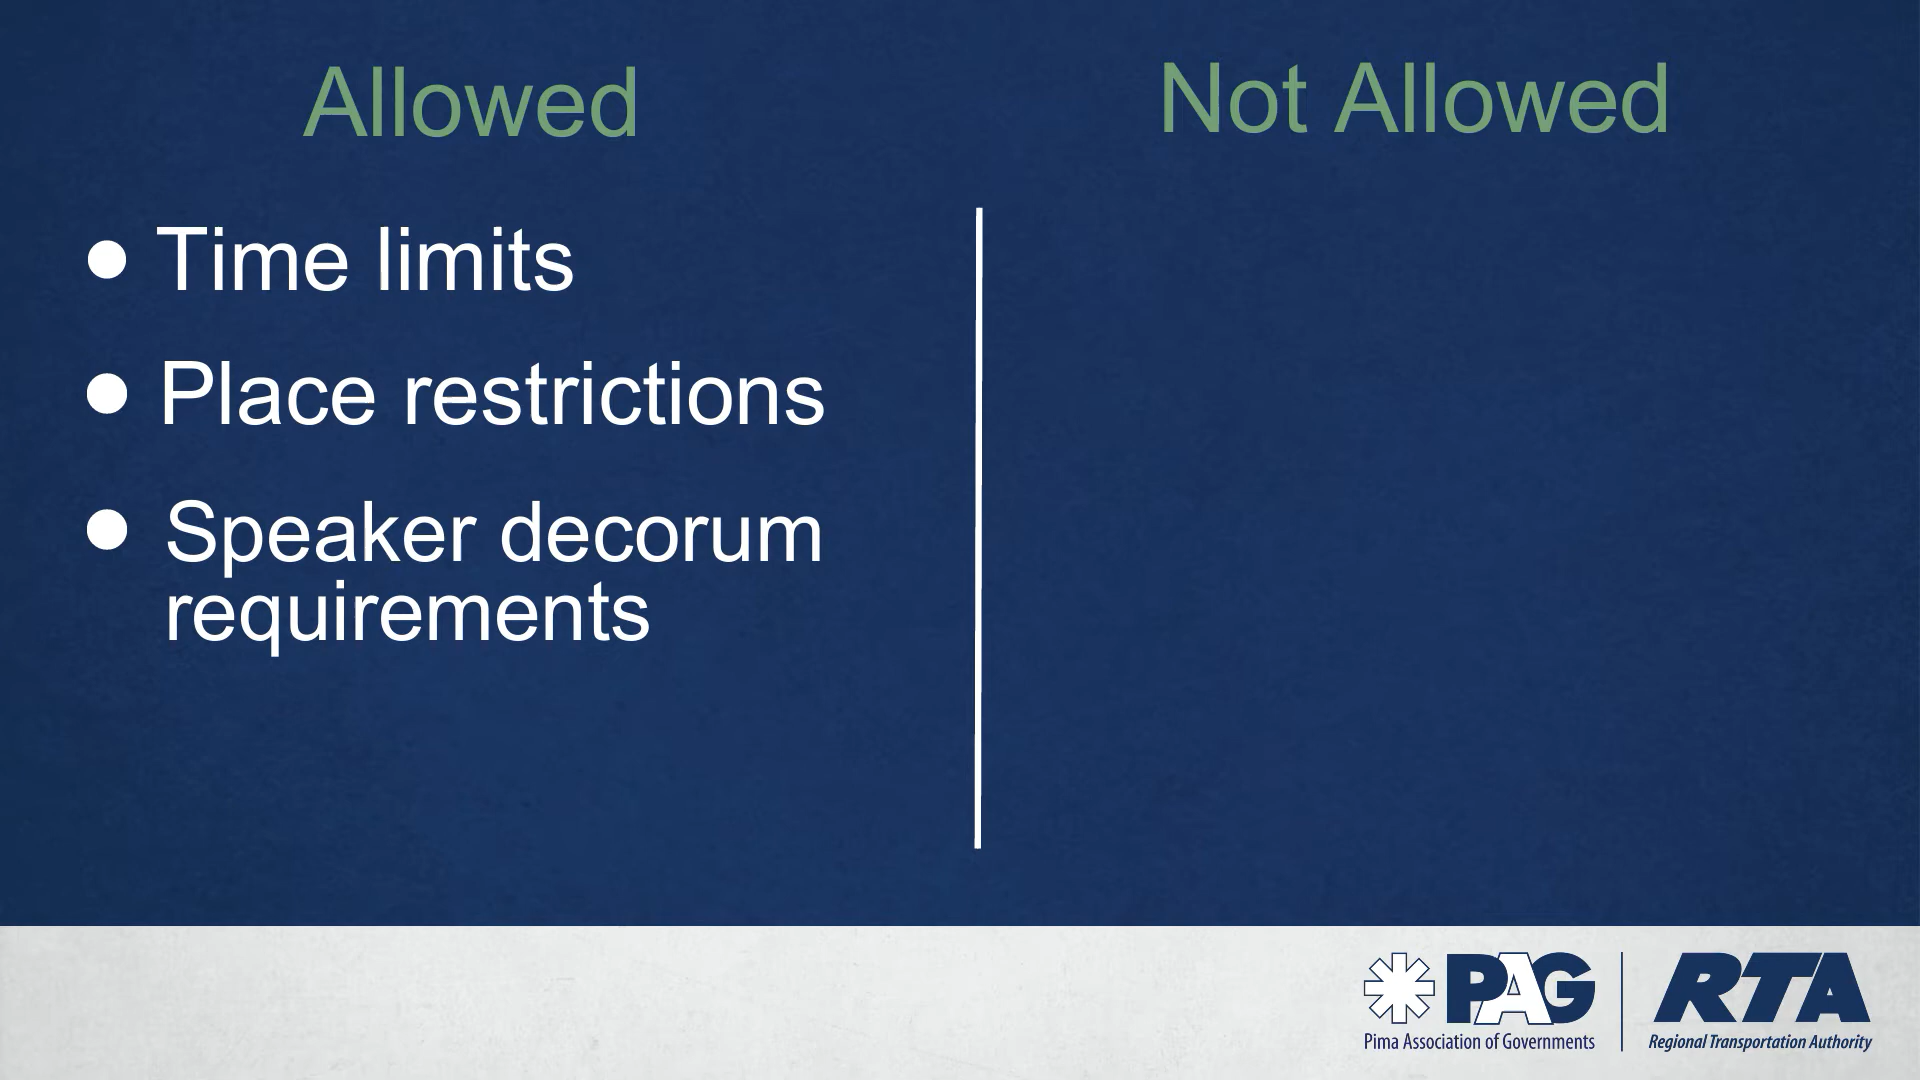 Allowed
Not Allowed
● Time limits
● Place restrictions
● Speaker decorum
requirements
PAG
Pima Association of Governments
RTA
Regional Transportation Authority